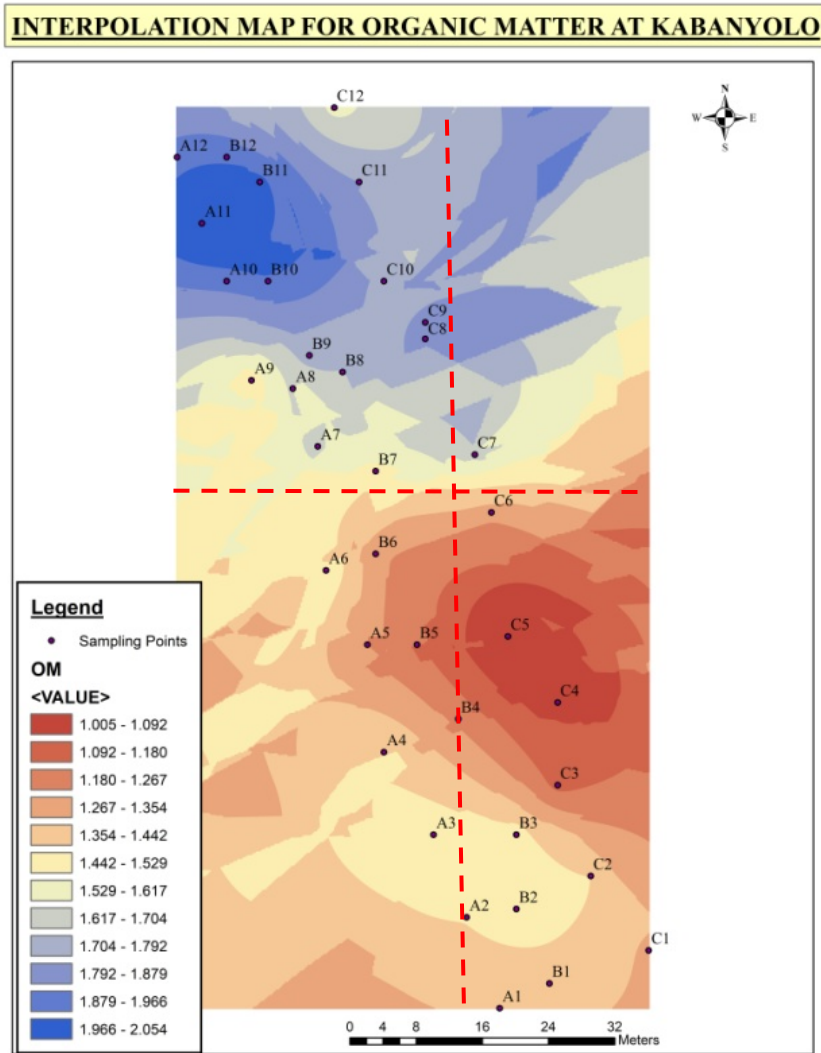 INTERPOLATION MAP FOR ORGANIC MATTER AT KABANYOLO
C12
N
W E
S
A12 B12
B11 C11
A11
A10 B10 C10
C9
C8
B9
B8
A9 A8
A7 C7
B7
C6
B6
A6
C5
A5 B5
C4
B4
A4
C3
A3 B3
C2
A2 B2
C1
B1
A1
Legend
Sampling Points
OM
<VALUE>
1.005 - 1.092
1.092 - 1.180
1.180 - 1.267
1.267 - 1.354
1.354 - 1.442
1.442 - 1.529
1.529 - 1.617
1.617 - 1.704
1.704 - 1.792
1.792 - 1.879
1.879 - 1.966
1.966 - 2.054
0 4 8 16 24 32
Meters